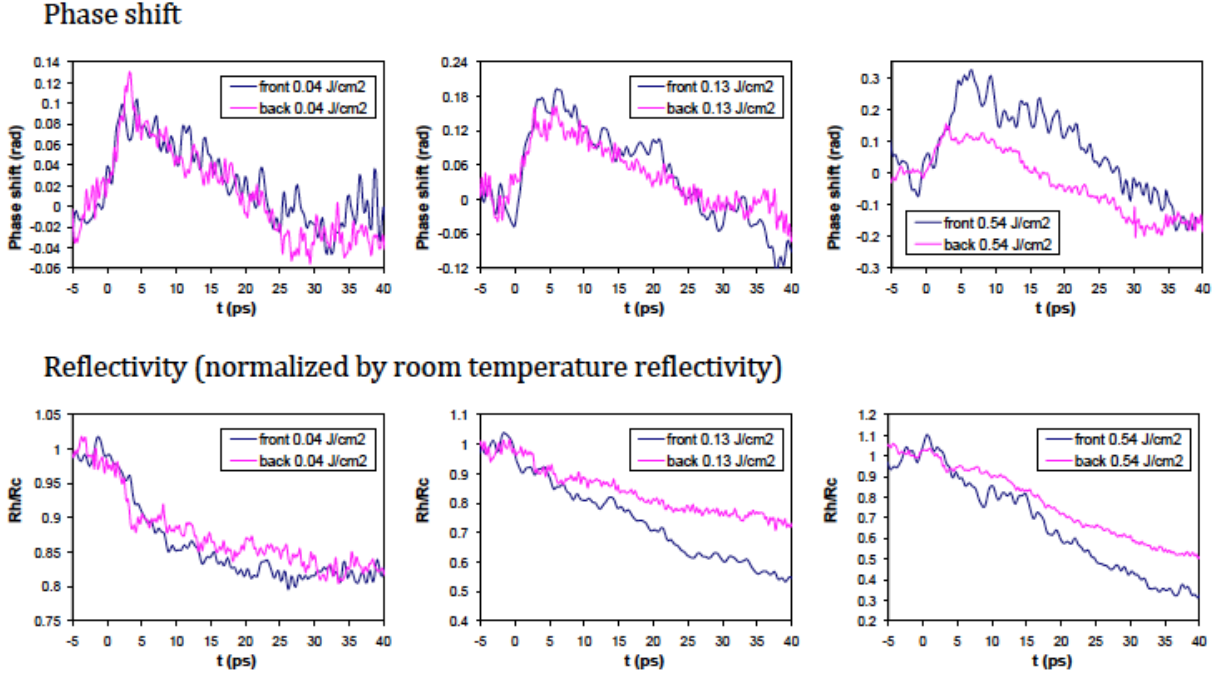 Phase shift
0.14
0.12
0.1
0.08
0.06
0.04
0.02
0
-0.02
-0.04
-0.06
Phase shift (rad)
front 0.04 J/cm2
back 0.04 J/cm2
-5 0 5 10 15 20 25 30 35 40
t (ps)
0.24
0.18
0.12
0.06
0
-0.06
-0.12
Phase shift (rad)
front 0.13 J/cm2
back 0.13 J/cm2
-5 0 5 10 15 20 25 30 35 40
t (ps)
0.3
0.2
0.1
0
-0.1
-0.2
-0.3
Phase shift (rad)
front 0.54 J/cm2
back 0.54 J/cm2
-5 0 5 10 15 20 25 30 35 40
t (ps)
Reflectivity (normalized by room temperature reflectivity)
1.05
1
0.95
0.9
0.85
0.8
0.75
Rh/Rc
front 0.04 J/cm2
back 0.04 J/cm2
-5 0 5 10 15 20 25 30 35 40
t (ps)
1.1
1
0.9
0.8
0.7
0.6
0.5
0.4
Rh/Rc
front 0.13 J/cm2
back 0.13 J/cm2
-5 0 5 10 15 20 25 30 35 40
t (ps)
1.2
1.1
1
0.9
0.8
0.7
0.6
0.5
0.4
0.3
0.2
Rh/Rc
front 0.54 J/cm2
back 0.54 J/cm2
-5 0 5 10 15 20 25 30 35 40
t (ps)